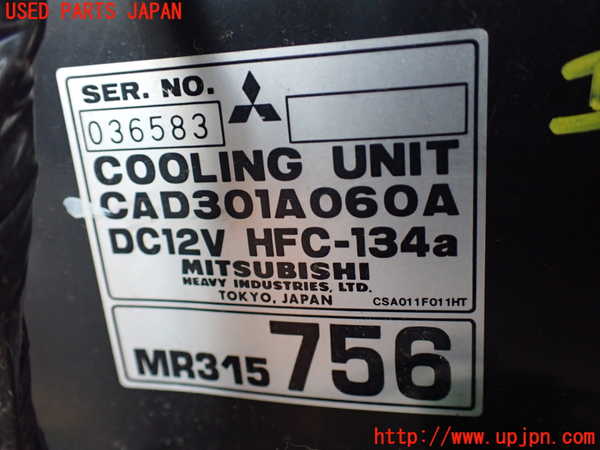 USED PARTS JAPAN
SER. NO.
036583
COOLING UNIT
CAD301A060A
DC12V HFC-134a
MITSUBISHI
HEAVY INDUSTRIES, LTD.
TOKYO, JAPAN
CSA011F011HT
MR315 756
http://www.upjpn.com/